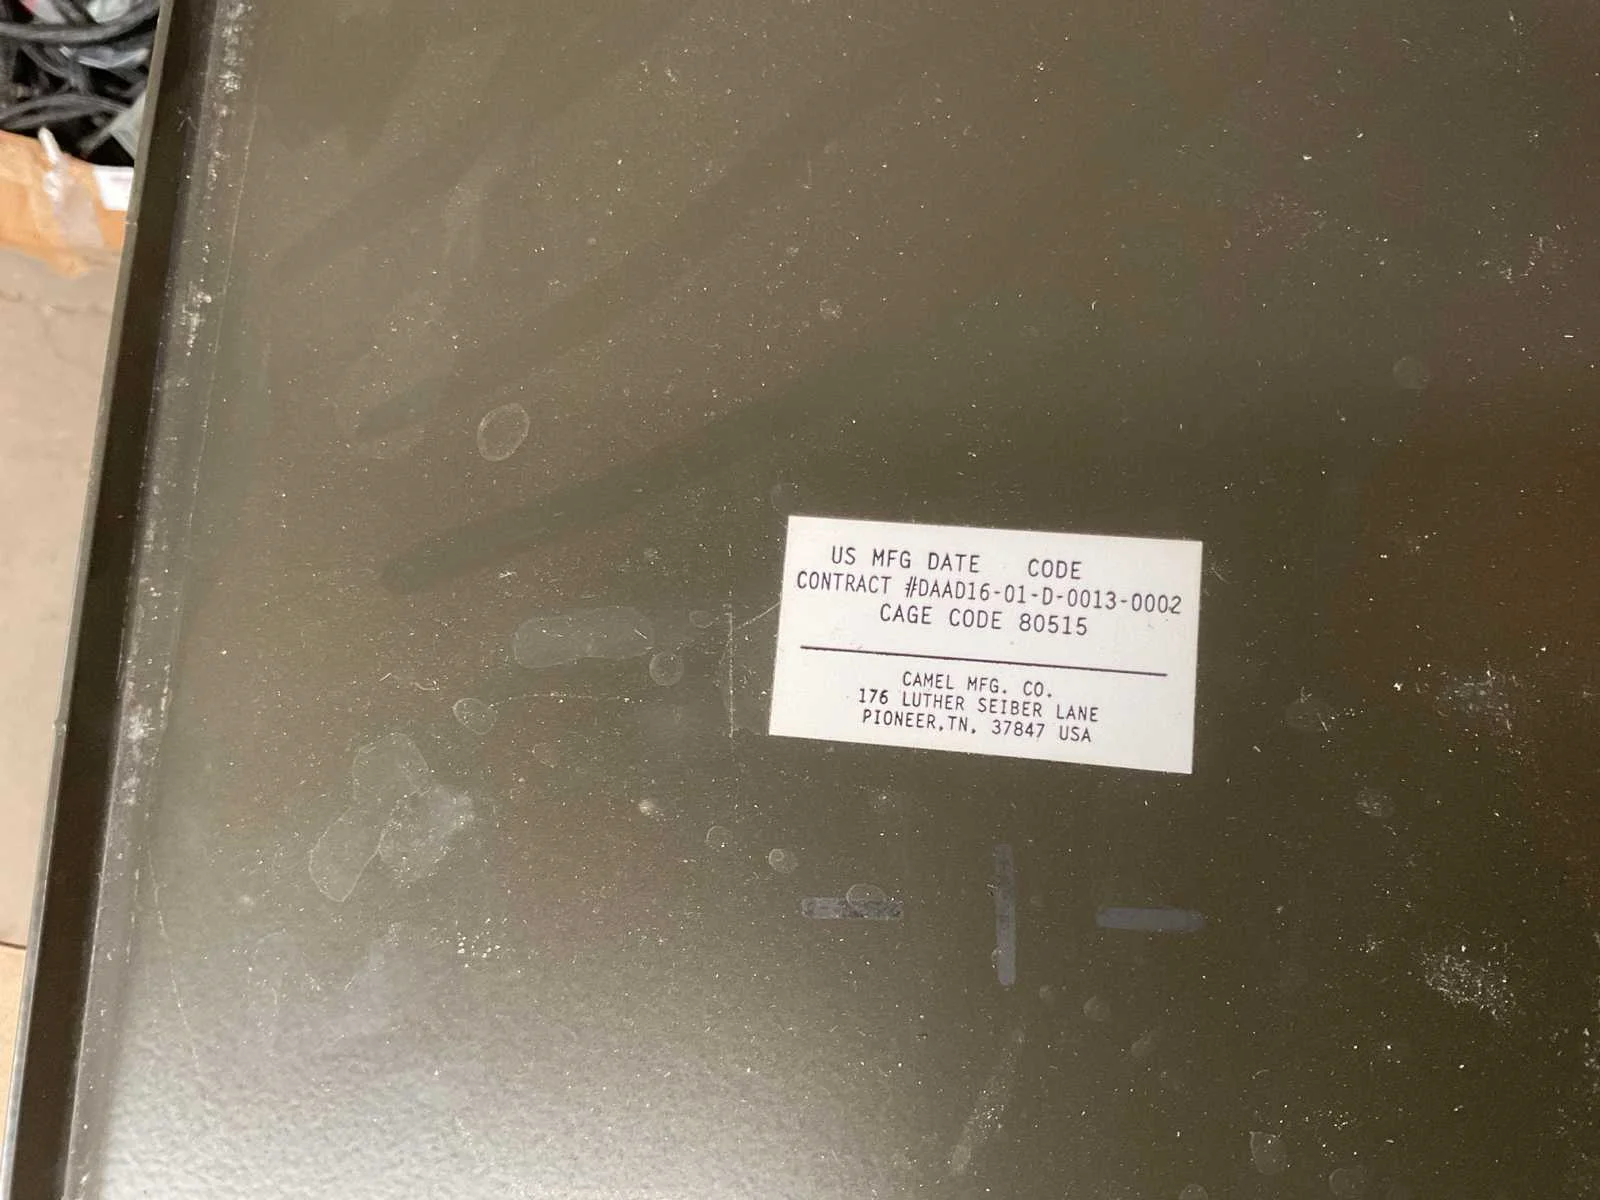 US MFG DATE CODE
CONTRACT #DAAD16-01-D-0013-0002
CAGE CODE 80515
CAMEL MFG. CO.
176 LUTHER SEIBER LANE
PIONEER,TN. 37847 USA